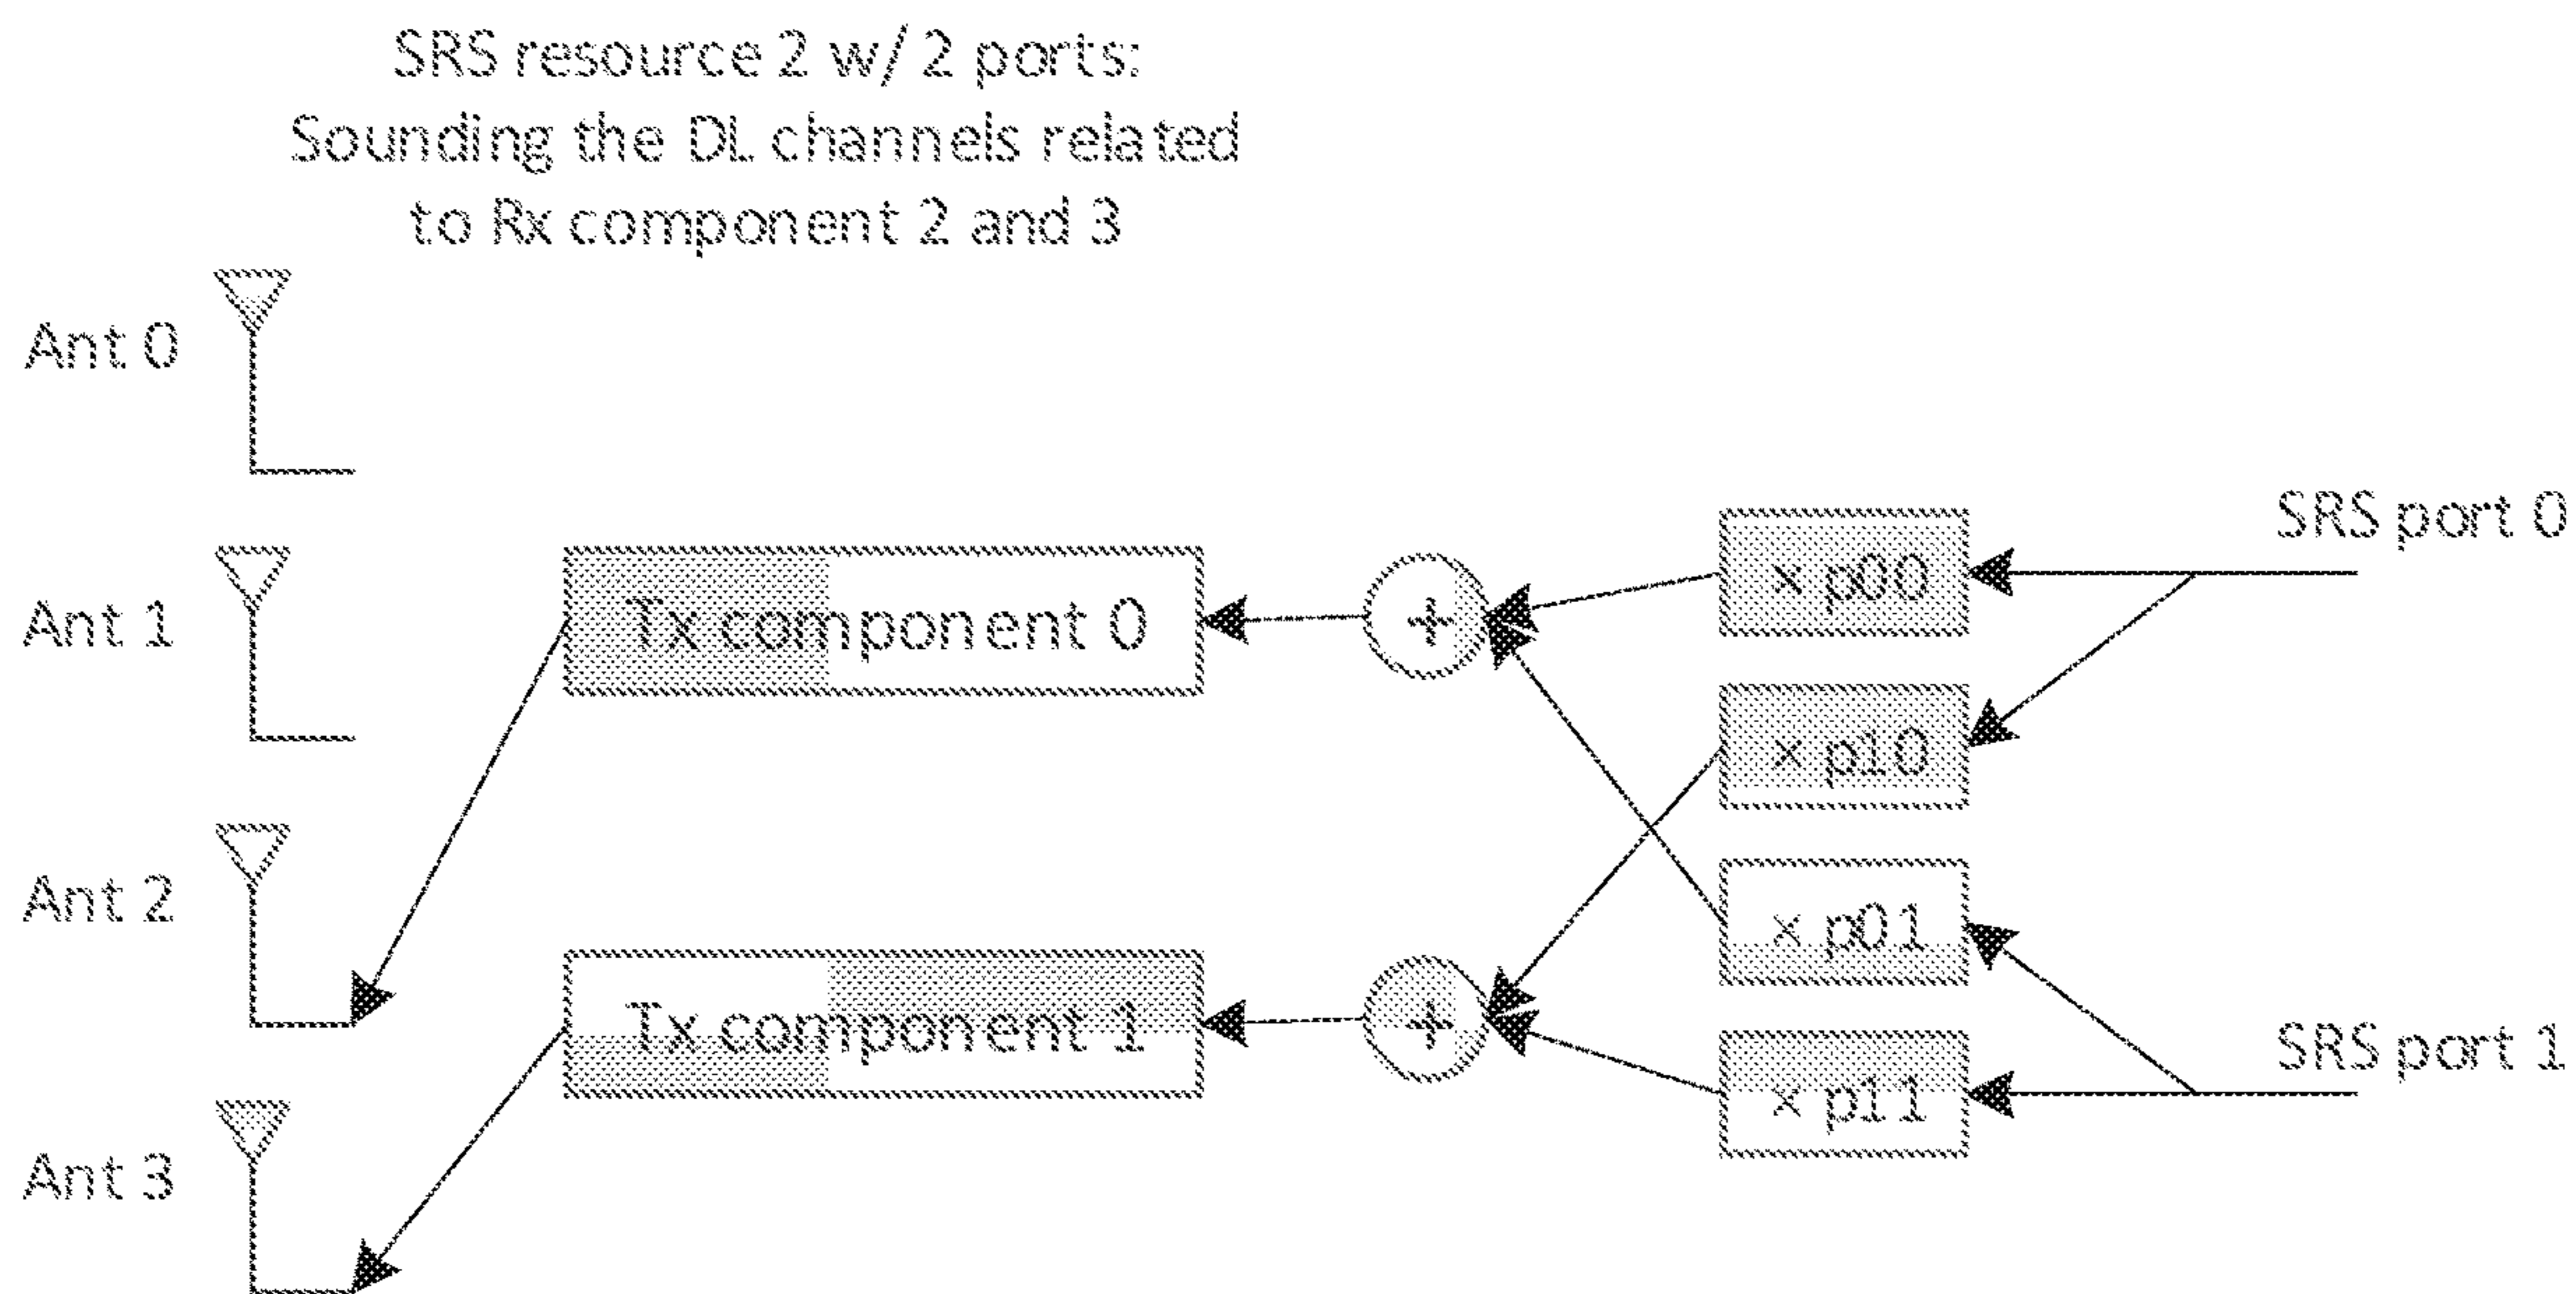 SRS resource 2 w/ 2 ports:
Sounding the DL channels related
to Rx component 2 and 3
Ant 0
SRS port 0
× p00
Ant 1
Tx component 0
+
× p10
Ant 2
× p01
Tx component 1
+
SRS port 1
× p11
Ant 3